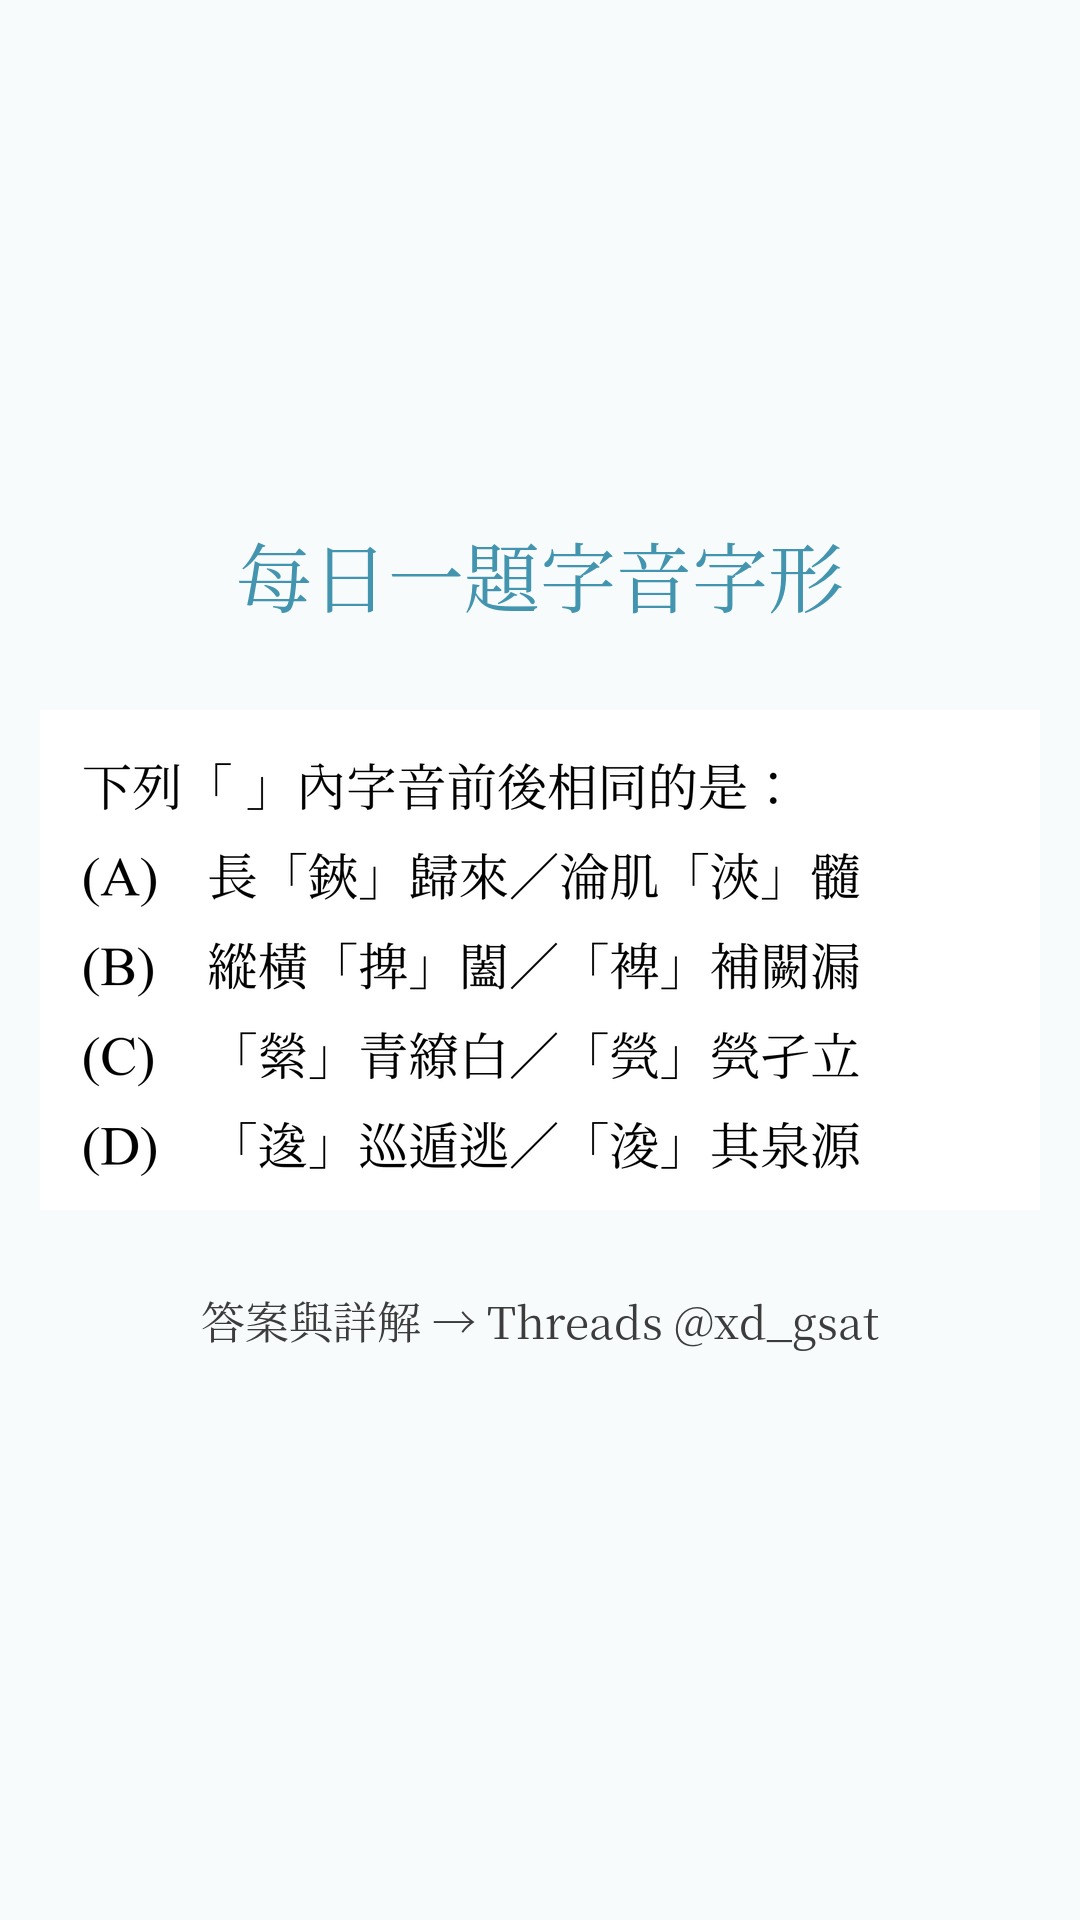 每日一題字音字形
下列「 」內字音前後相同的是：
(A) 長「鋏」歸來／淪肌「浹」髓
(B) 縱橫「捭」闔／「裨」補闕漏
(C) 「縈」青繚白／「煢」煢孑立
(D) 「逡」巡遁逃／「浚」其泉源
答案與詳解 → Threads @xd_gsat